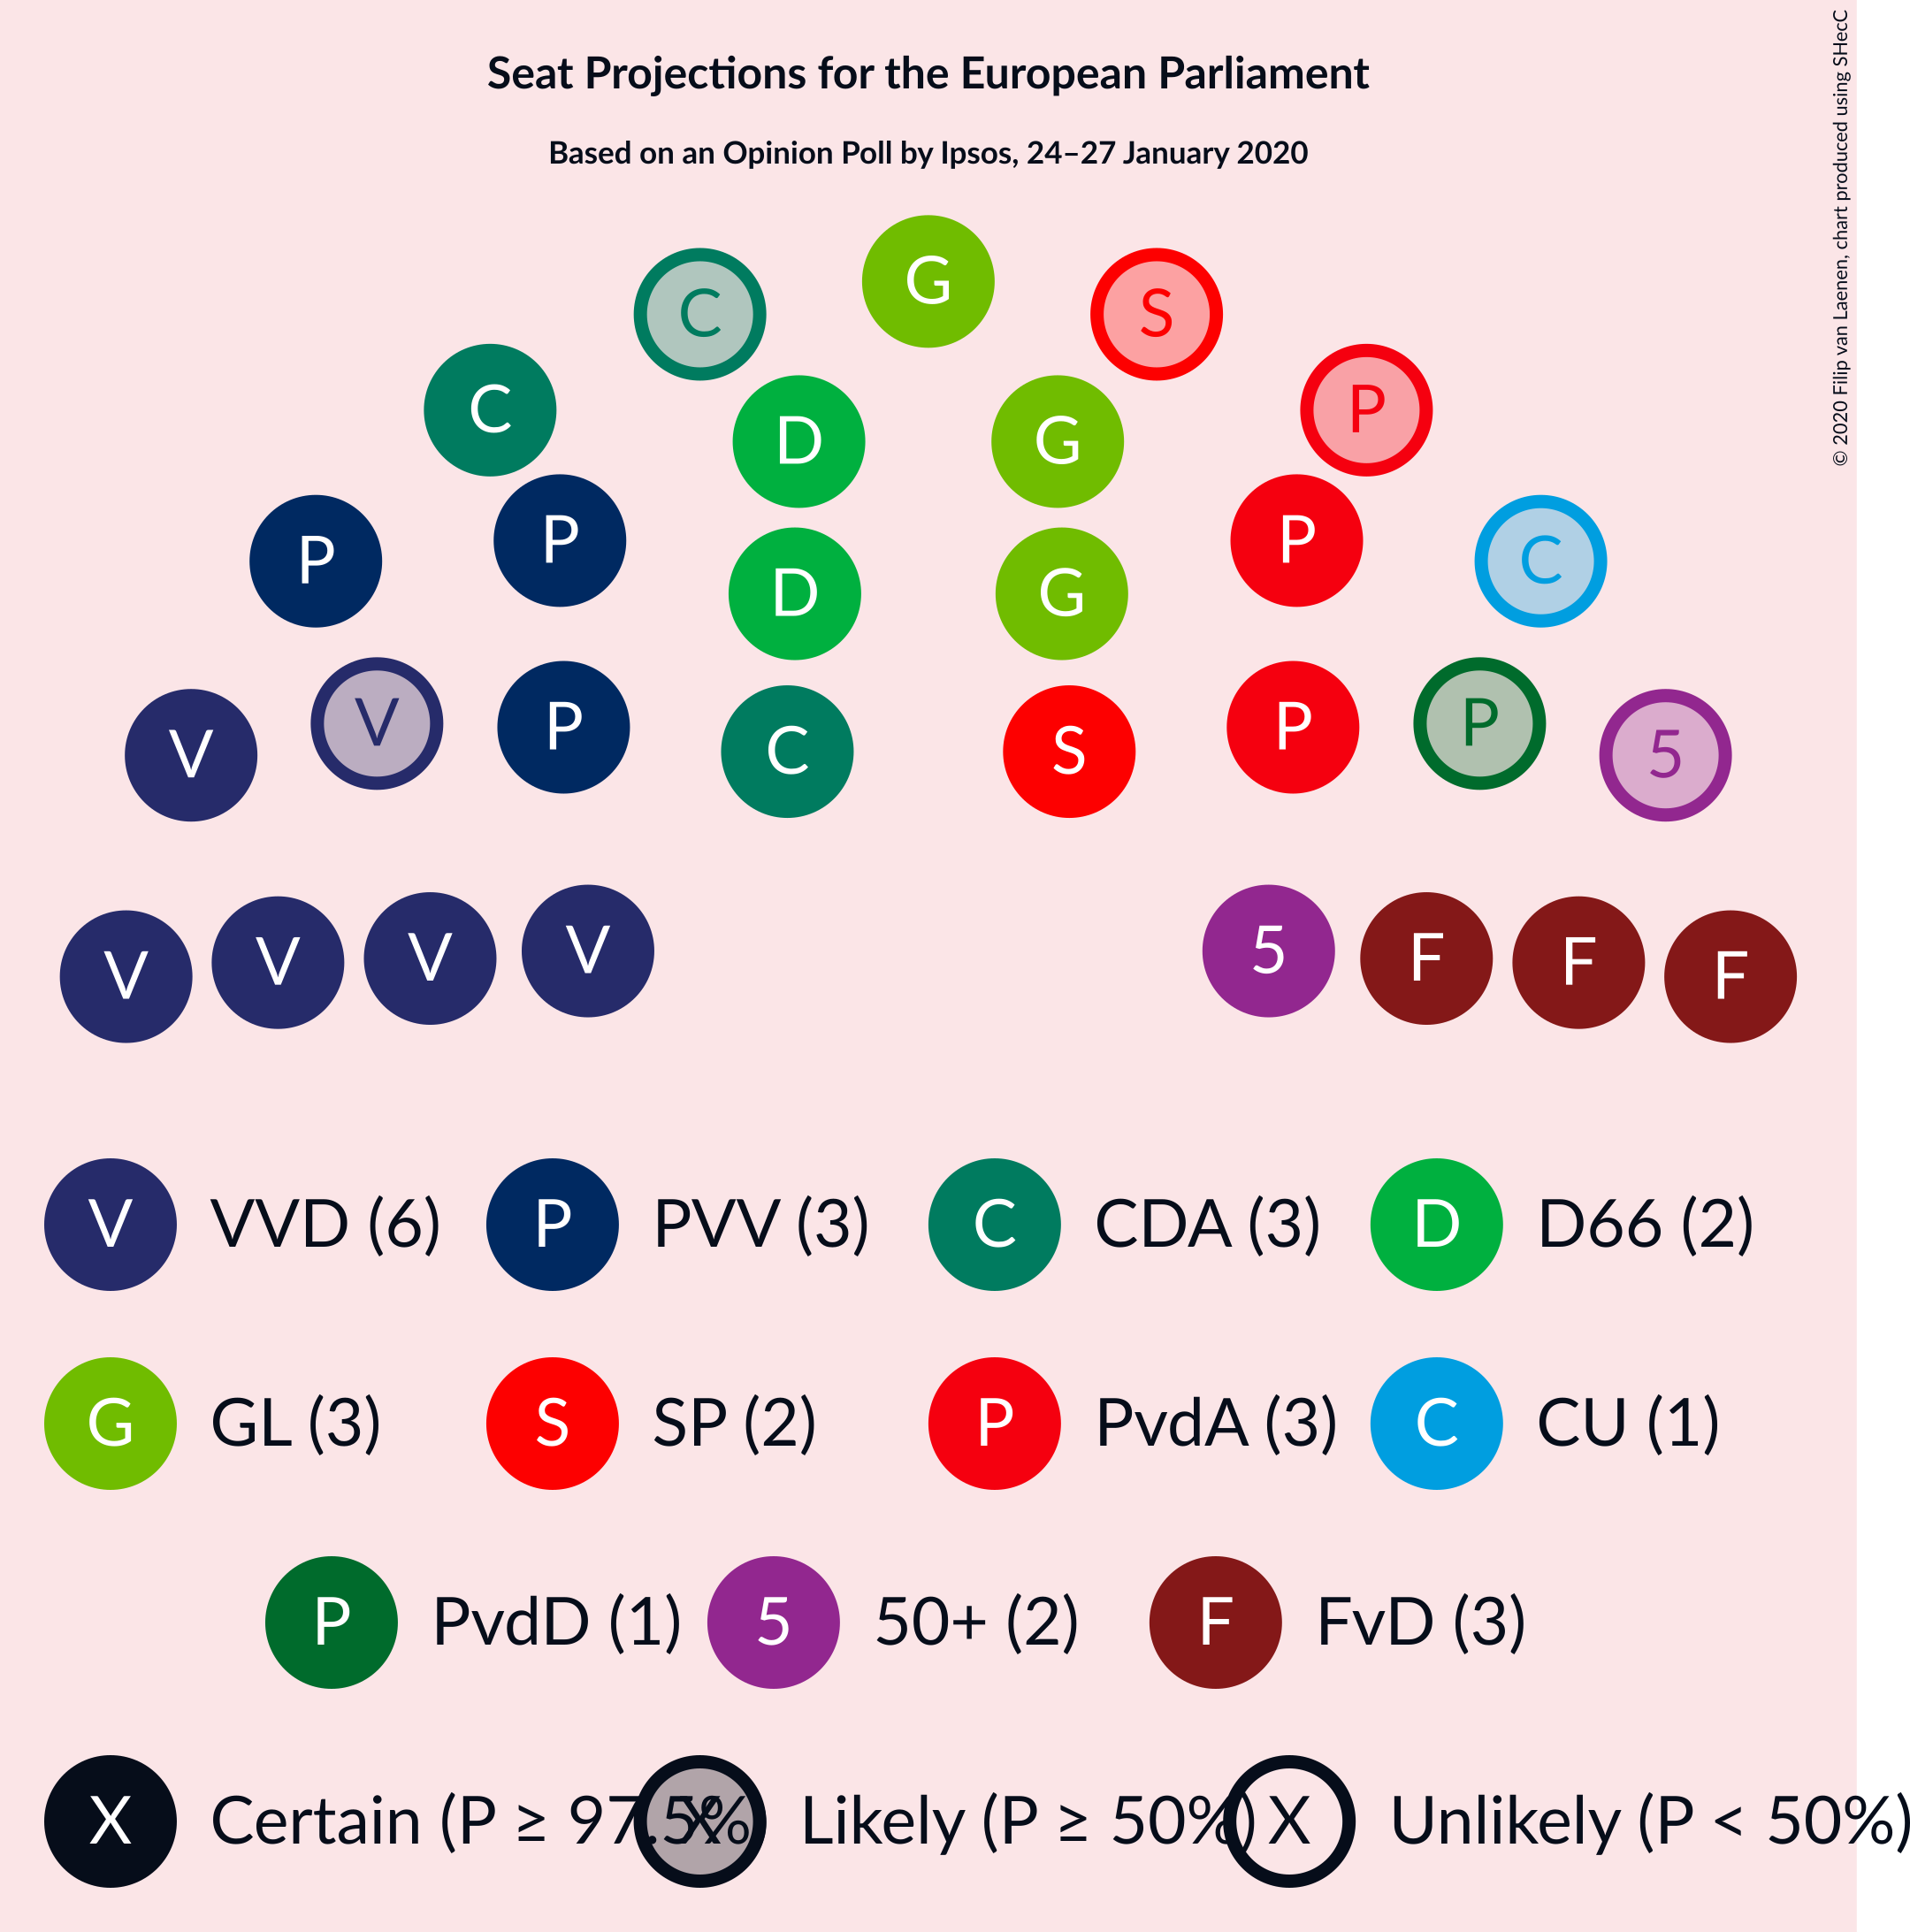 Seat Projections for the European Parliament
Based on an Opinion Poll by Ipsos, 24–27 January 2020
© 2020 Filip van Laenen, chart produced using SHecC
G
C S
C P
D G
P P P C
D G
V V P C S P P 5
V V V V 5 F F F
V VVD (6) P PVV (3) C CDA (3) D D66 (2)
G GL (3) S SP (2) P PvdA (3) C CU (1)
P PvdD (1) 5 50+ (2) F FvD (3)
X Certain (P ≥ 97.5% X Likely (P ≥ 50%) X Unlikely (P < 50%)